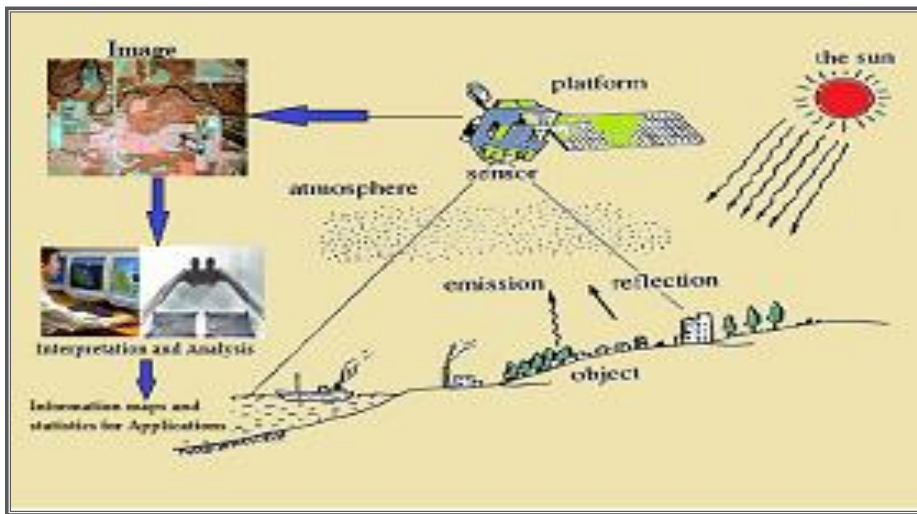 Image
the sun
platform
sensor
atmosphere
emission
reflection
object
Interpretation and Analysis
Information maps and
statistics for Applications